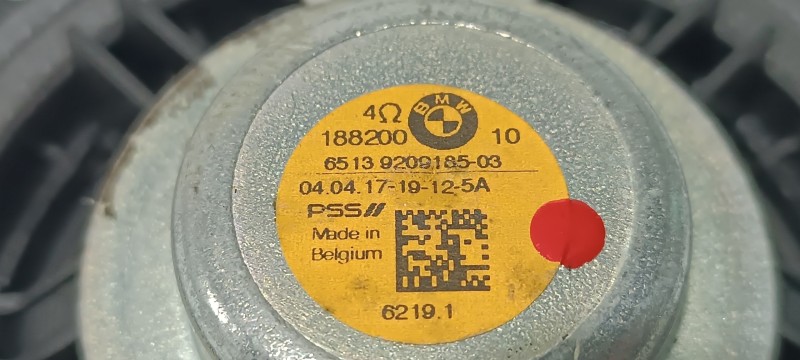 4Ω BMW
188200 10
6513 9209185-03
04.04.17-19-12-5A
PSS//
Made in
Belgium
6219.1